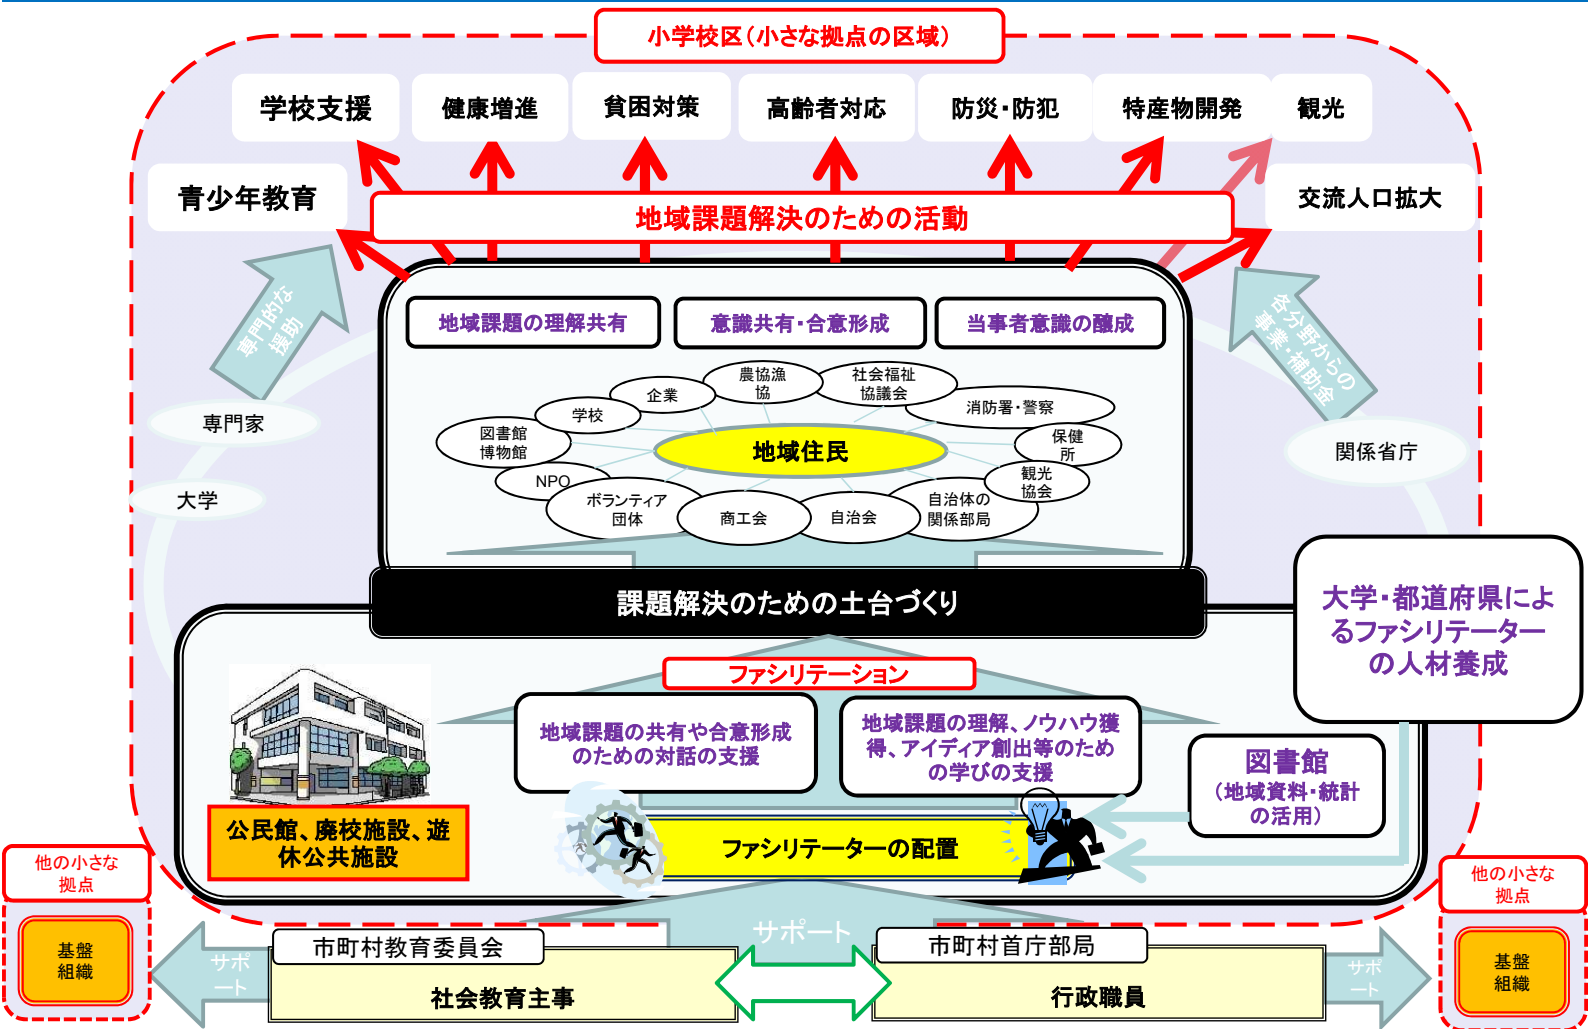 小学校区（小さな拠点の区域）
学校支援
健康増進
貧困対策
高齢者対応
防災・防犯
特産物開発
観光
青少年教育
交流人口拡大
地域課題解決のための活動
専門的な
援助
各分野からの
事業・補助金
地域課題の理解共有
意識共有・合意形成
当事者意識の醸成
農協漁
協
社会福祉
協議会
企業
学校
消防署・警察
図書館
博物館
地域住民
保健
所
NPO
観光
協会
ボランティア
団体
商工会
自治会
自治体の
関係部局
専門家
大学
関係省庁
課題解決のための土台づくり
大学・都道府県によ
るファシリテーター
の人材養成
ファシリテーション
地域課題の共有や合意形成
のための対話の支援
地域課題の理解、ノウハウ獲
得、アイディア創出等のため
の学びの支援
図書館
（地域資料・統計
の活用）
公民館、廃校施設、遊
休公共施設
ファシリテーターの配置
他の小さな
拠点
基盤
組織
サポ
ート
サポート
市町村教育委員会
社会教育主事
市町村首庁部局
行政職員
サポ
ート
他の小さな
拠点
基盤
組織